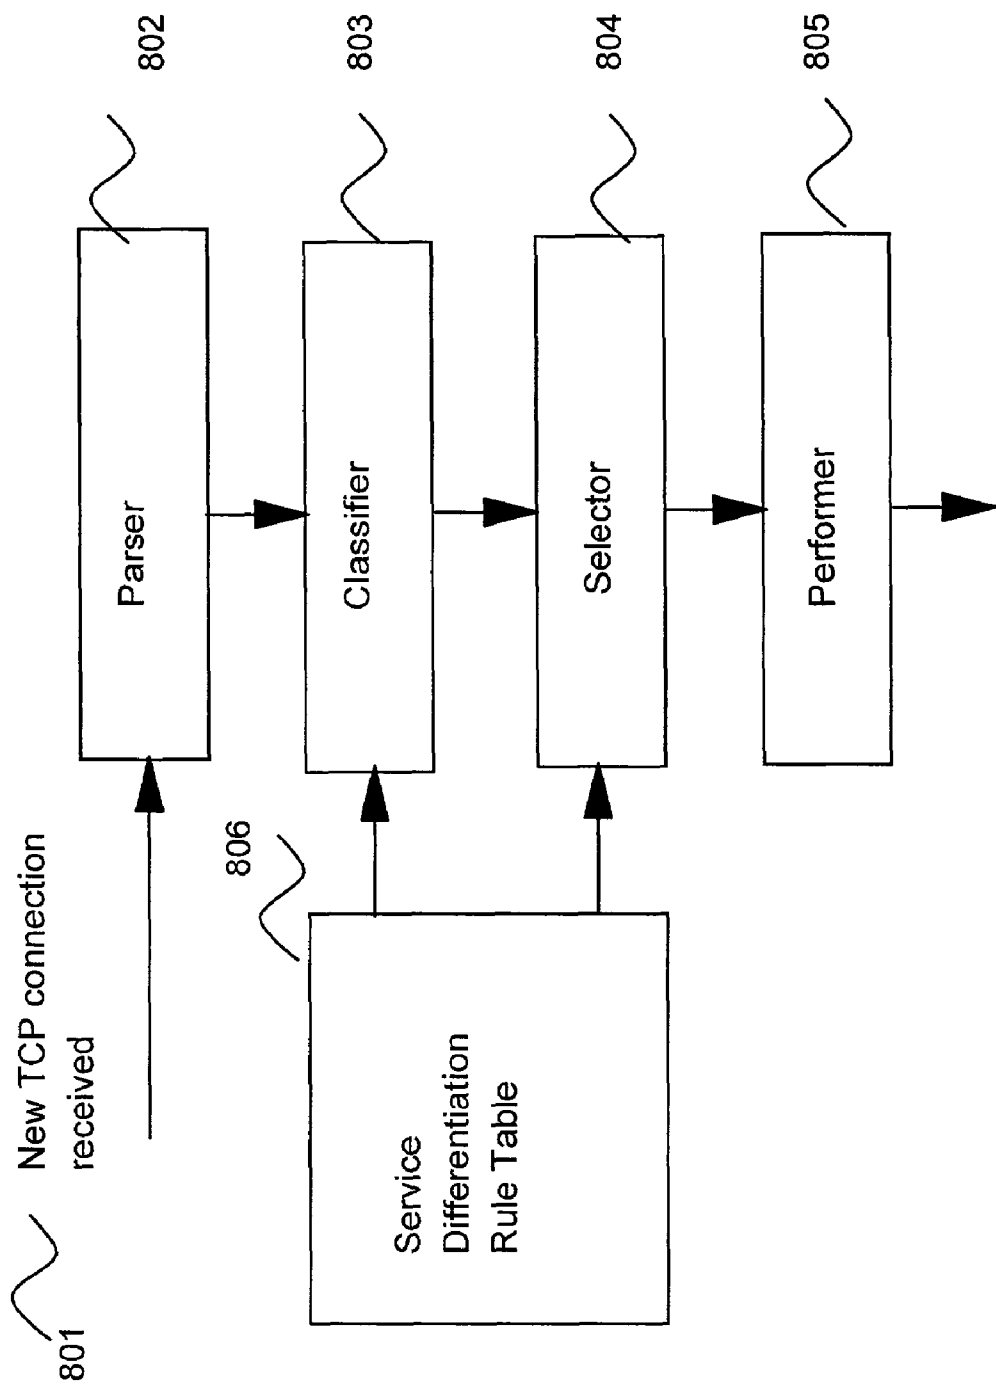 801
New TCP connection
received
Parser
802
806
Service
Differentiation
Rule Table
Classifier
803
Selector
804
Performer
805